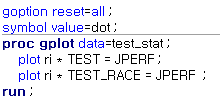 goption reset=all;
symbol value=dot;
proc gplot data=test_stat;
plot ri * TEST = JPERF;
plot ri * TEST_RACE = JPERF ;
run ;